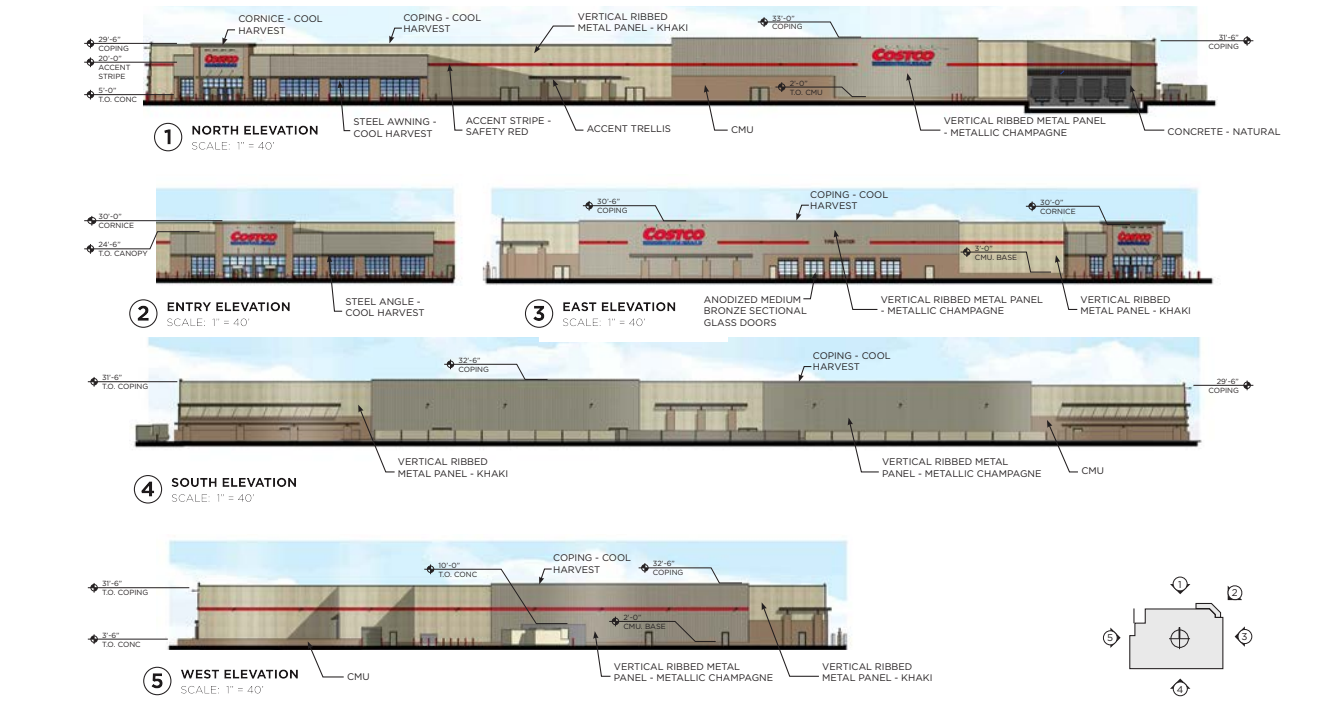 CORNICE - COOL
HARVEST
COPING - COOL
HARVEST
VERTICAL RIBBED
METAL PANEL - KHAKI
33'-0"
COPING
29'-6"
COPING
31'-6"
COPING
20'-0"
ACCENT
STRIPE
5'-0"
T.O. CONC
COSTCO
COSTCO
WHOLESALE
2'-0"
T.O. CMU
1
NORTH ELEVATION
SCALE: 1" = 40'
STEEL AWNING -
COOL HARVEST
ACCENT STRIPE -
SAFETY RED
ACCENT TRELLIS
CMU
VERTICAL RIBBED METAL PANEL
- METALLIC CHAMPAGNE
CONCRETE - NATURAL
30'-0"
CORNICE
24'-6"
T.O. CANOPY
COSTCO
2
ENTRY ELEVATION
SCALE: 1" = 40'
STEEL ANGLE -
COOL HARVEST
30'-6"
COPING
COPING - COOL
HARVEST
30'-0"
CORNICE
COSTCO
TIRE CENTER
COSTCO
3'-0"
CMU. BASE
3
EAST ELEVATION
SCALE: 1" = 40'
ANODIZED MEDIUM
BRONZE SECTIONAL
GLASS DOORS
VERTICAL RIBBED METAL PANEL
- METALLIC CHAMPAGNE
VERTICAL RIBBED
METAL PANEL - KHAKI
32'-6"
COPING
COPING - COOL
HARVEST
31'-6"
T.O. COPING
29'-6"
COPING
4
SOUTH ELEVATION
SCALE: 1" = 40'
VERTICAL RIBBED
METAL PANEL - KHAKI
VERTICAL RIBBED METAL
PANEL - METALLIC CHAMPAGNE
CMU
10'-0"
T.O. CONC
COPING - COOL
HARVEST
32'-6"
COPING
31'-6"
T.O. COPING
2'-0"
CMU. BASE
3'-6"
T.O. CONC
5
WEST ELEVATION
SCALE: 1" = 40'
CMU
VERTICAL RIBBED METAL
PANEL - METALLIC CHAMPAGNE
VERTICAL RIBBED
METAL PANEL - KHAKI
1
2
5
3
4